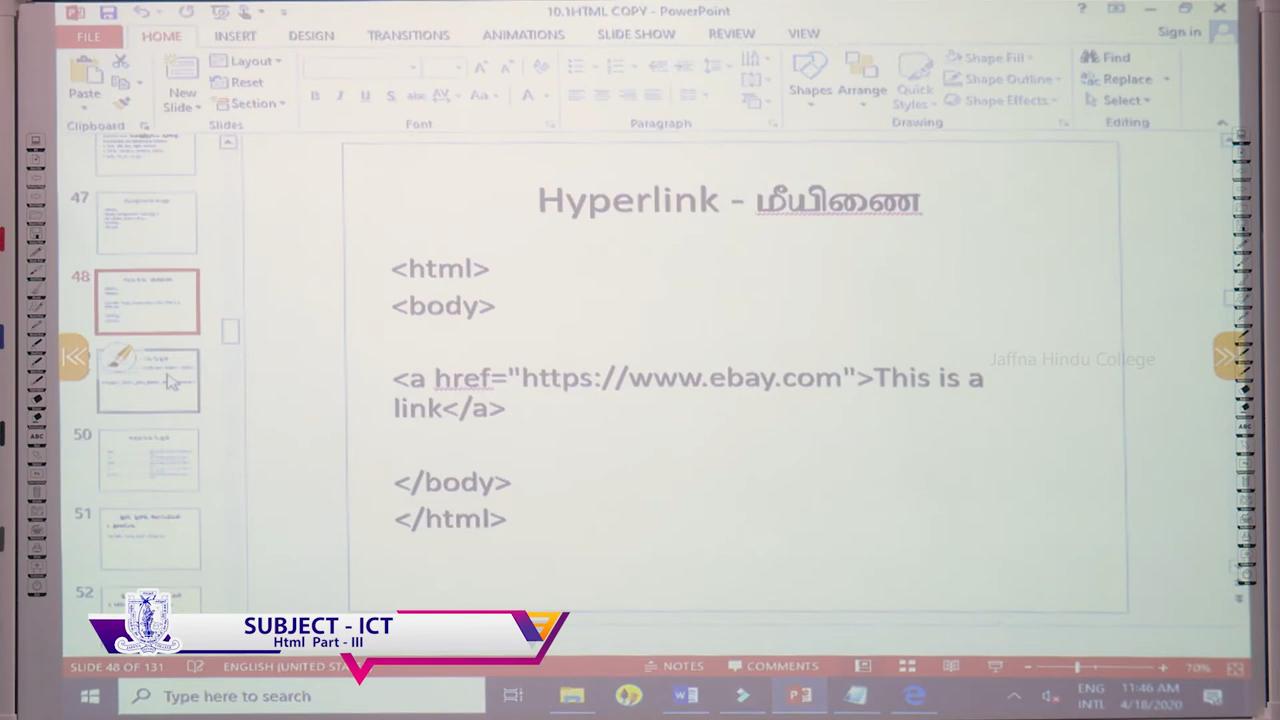 10.1HTML COPY - PowerPoint
Sign in
FILE HOME INSERT DESIGN TRANSITIONS ANIMATIONS SLIDE SHOW REVIEW VIEW
Paste
Clipboard
New
Slide
Layout
Reset
Section
Slides
Font
Paragraph
Shapes
Arrange
Quick
Styles
Shape Fill
Shape Outline
Shape Effects
Drawing
Find
Replace
Select
Editing
47
48
50
51
52
Hyperlink - மீயிணை
<html>
<body>
<a href="https://www.ebay.com">This is a
link</a>
</body>
</html>
Jaffna Hindu College
SUBJECT - ICT
Html Part - III
SLIDE 48 OF 131
ENGLISH (UNITED STA
NOTES
COMMENTS
70%
Type here to search
ENG
INTL
11:46 AM
4/18/2020